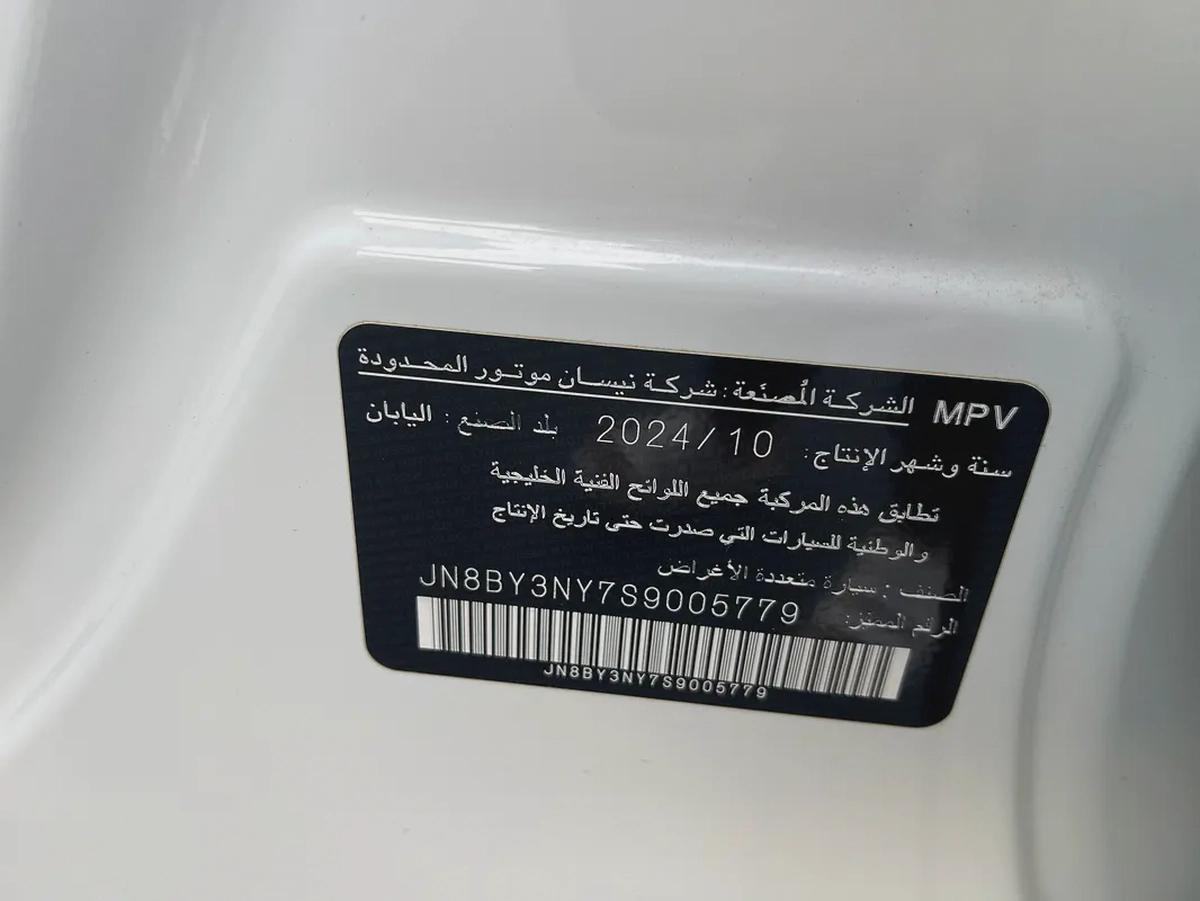 MPV الشركة المُصنَعة: شركة نيسان موتور المحدودة
سنة وشهر الإنتاج: 2024/10 بلد الصنع: اليابان
تطابق هذه المركبة جميع اللوائح الفنية الخليجية
والوطنية للسيارات التي صدرت حتى تاريخ الإنتاج
الصنف: سيارة متعددة الأغراض
الرقم المميز: JN8BY3NY7S9005779
JN8BY3NY7S9005779